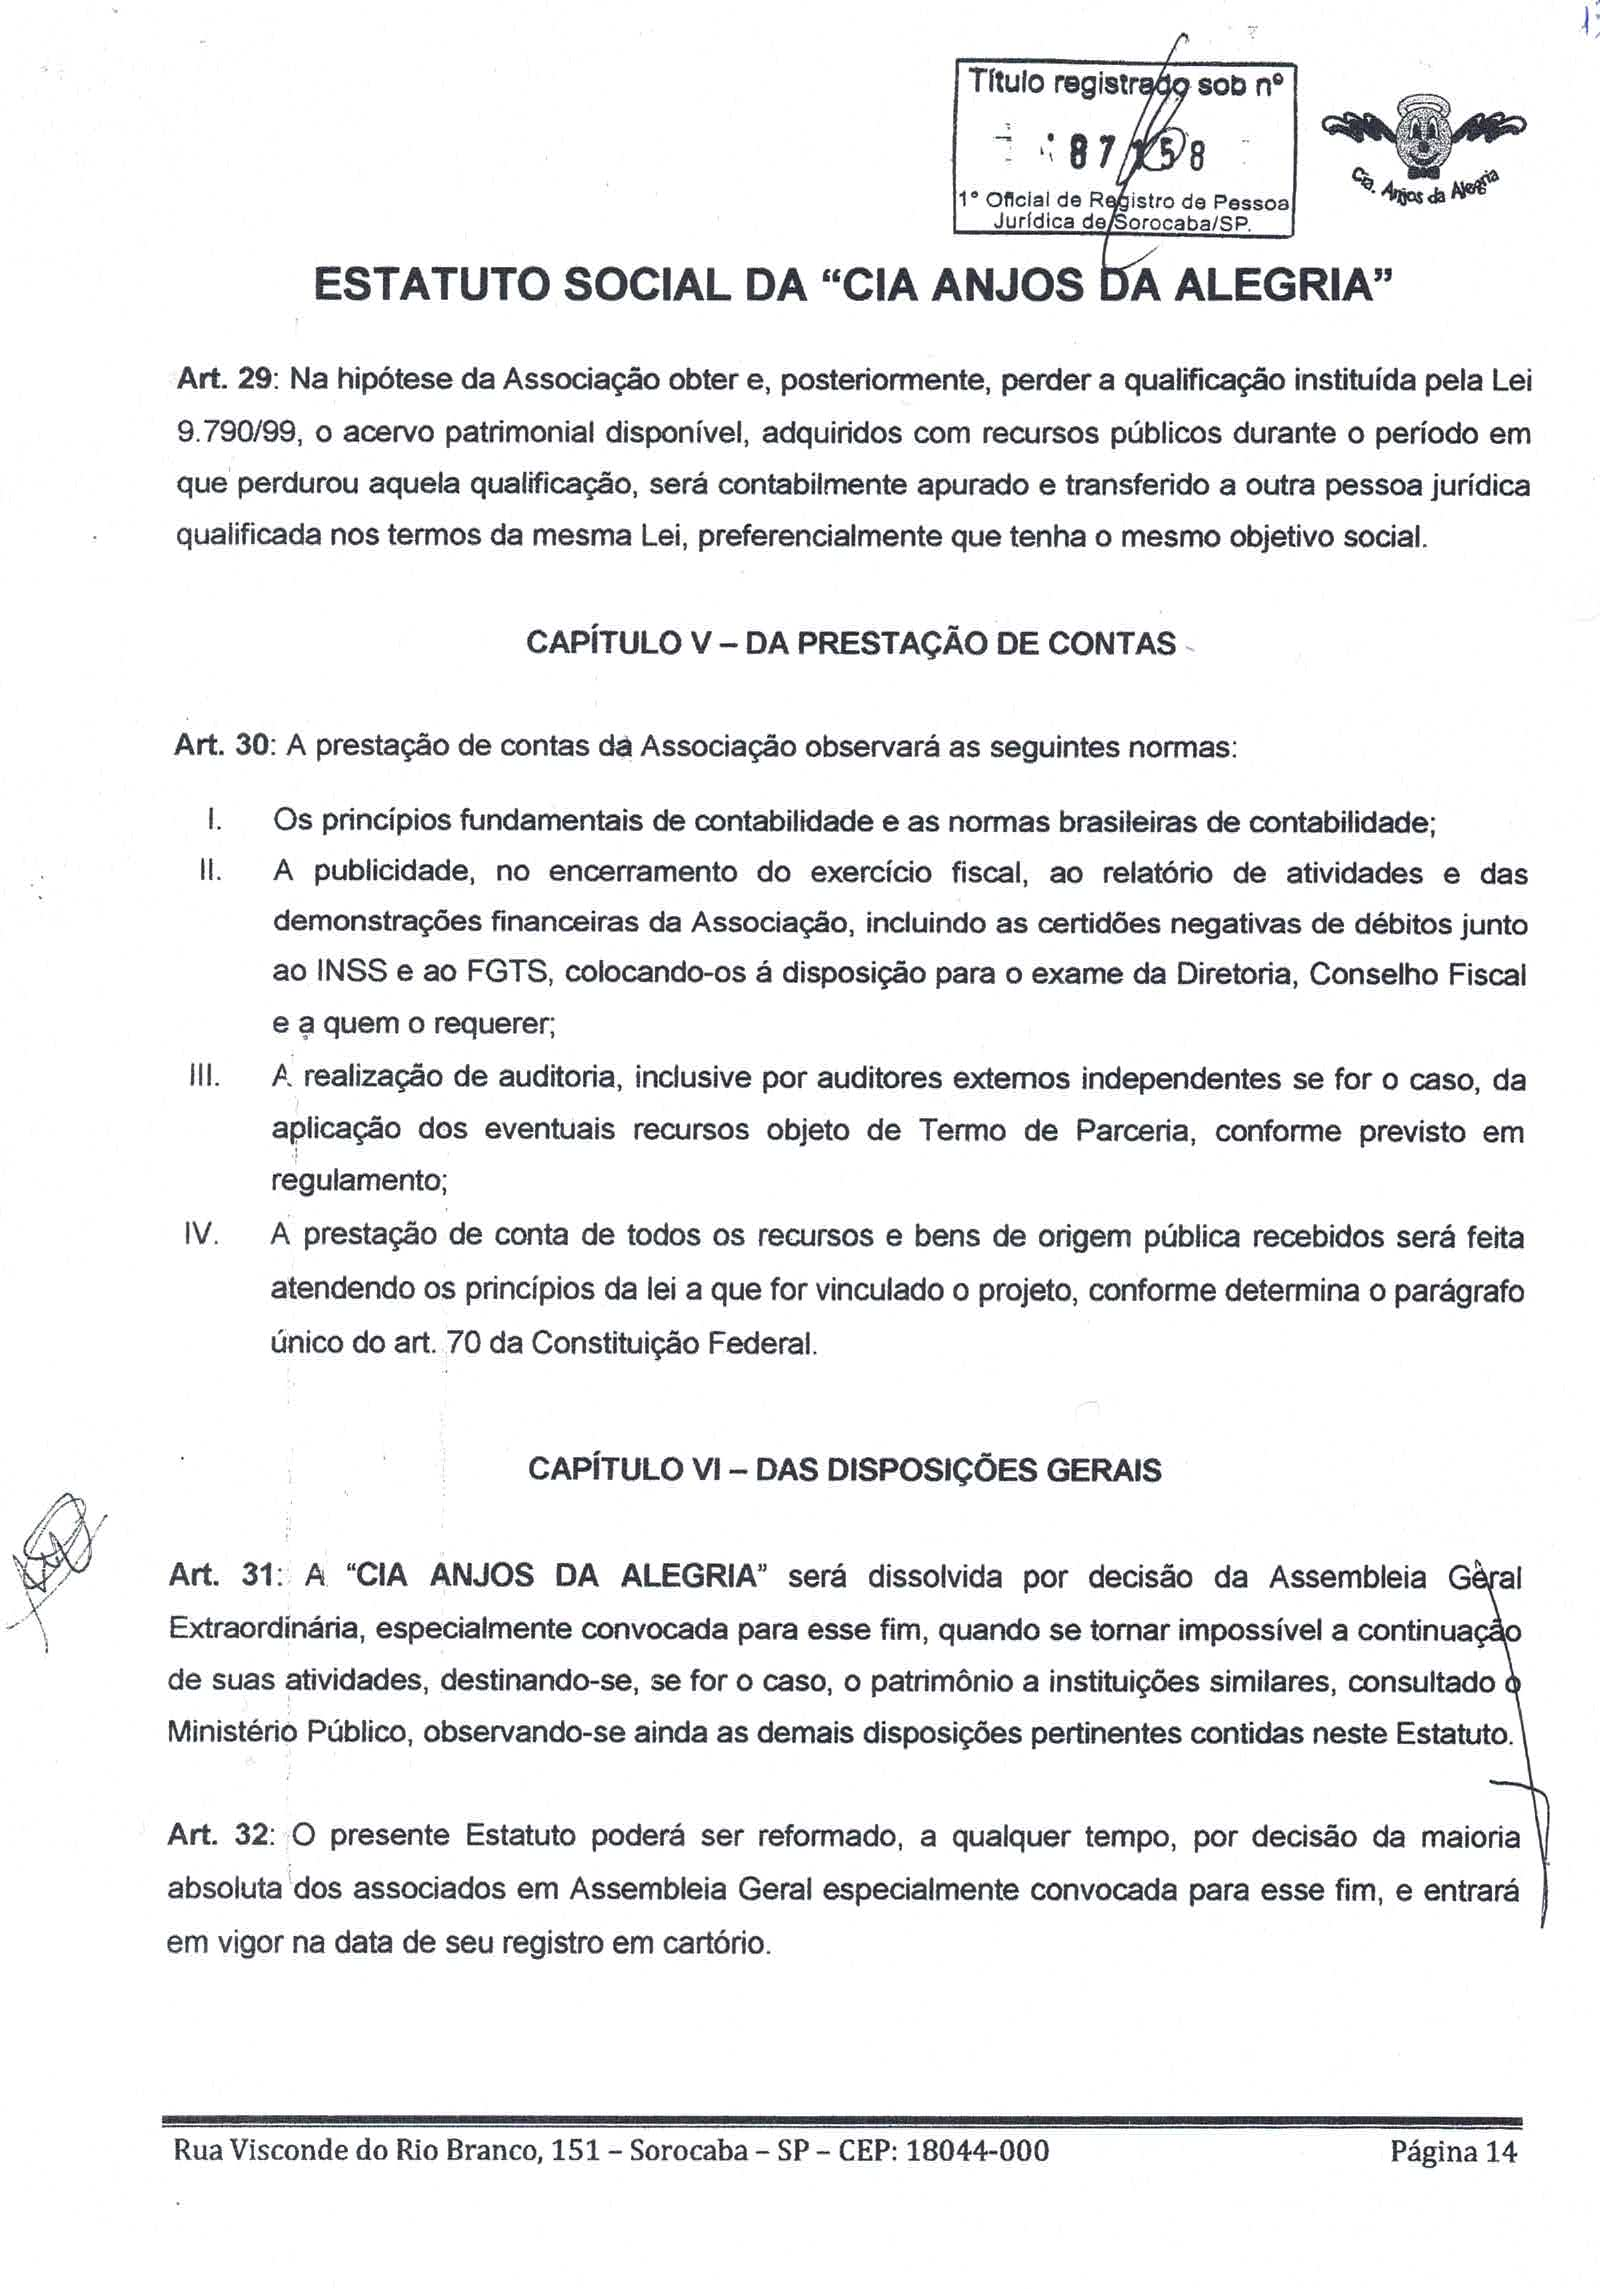 Título registrado sob nº
1º Oficial de Registro de Pessoa
Jurídica de Sorocaba/SP.
Cia. Anjos da Alegria
ESTATUTO SOCIAL DA “CIA ANJOS DA ALEGRIA”
Art. 29: Na hipótese da Associação obter e, posteriormente, perder a qualificação instituída pela Lei
9.790/99, o acervo patrimonial disponível, adquiridos com recursos públicos durante o período em
que perdurou aquela qualificação, será contabilmente apurado e transferido a outra pessoa jurídica
qualificada nos termos da mesma Lei, preferencialmente que tenha o mesmo objetivo social.
CAPÍTULO V – DA PRESTAÇÃO DE CONTAS
Art. 30: A prestação de contas da Associação observará as seguintes normas:
I. Os princípios fundamentais de contabilidade e as normas brasileiras de contabilidade;
II. A publicidade, no encerramento do exercício fiscal, ao relatório de atividades e das
demonstrações financeiras da Associação, incluindo as certidões negativas de débitos junto
ao INSS e ao FGTS, colocando-os á disposição para o exame da Diretoria, Conselho Fiscal
e a quem o requerer;
III. A realização de auditoria, inclusive por auditores externos independentes se for o caso, da
aplicação dos eventuais recursos objeto de Termo de Parceria, conforme previsto em
regulamento;
IV. A prestação de conta de todos os recursos e bens de origem pública recebidos será feita
atendendo os princípios da lei a que for vinculado o projeto, conforme determina o parágrafo
único do art. 70 da Constituição Federal.
CAPÍTULO VI – DAS DISPOSIÇÕES GERAIS
Art. 31: A “CIA ANJOS DA ALEGRIA” será dissolvida por decisão da Assembleia Geral
Extraordinária, especialmente convocada para esse fim, quando se tornar impossível a continuação
de suas atividades, destinando-se, se for o caso, o patrimônio a instituições similares, consultado o
Ministério Público, observando-se ainda as demais disposições pertinentes contidas neste Estatuto.
Art. 32: O presente Estatuto poderá ser reformado, a qualquer tempo, por decisão da maioria
absoluta dos associados em Assembleia Geral especialmente convocada para esse fim, e entrará
em vigor na data de seu registro em cartório.
Rua Visconde do Rio Branco, 151 – Sorocaba – SP – CEP: 18044-000 Página 14